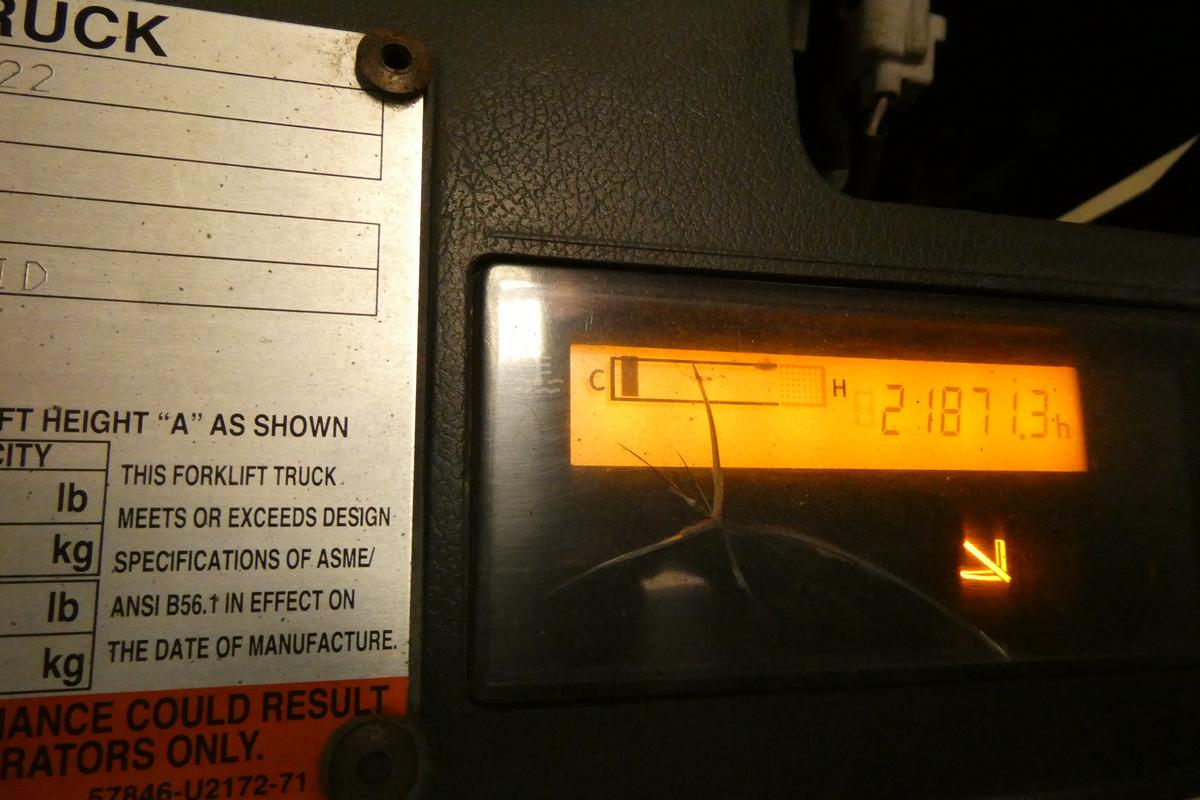 RUCK
22
ID
FT HEIGHT “A” AS SHOWN
CITY
lb
kg
lb
kg
THIS FORKLIFT TRUCK
MEETS OR EXCEEDS DESIGN
SPECIFICATIONS OF ASME/
ANSI B56.1 IN EFFECT ON
THE DATE OF MANUFACTURE.
IANCE COULD RESULT
RATORS ONLY.
57846-U2172-71
C H 21871.3h